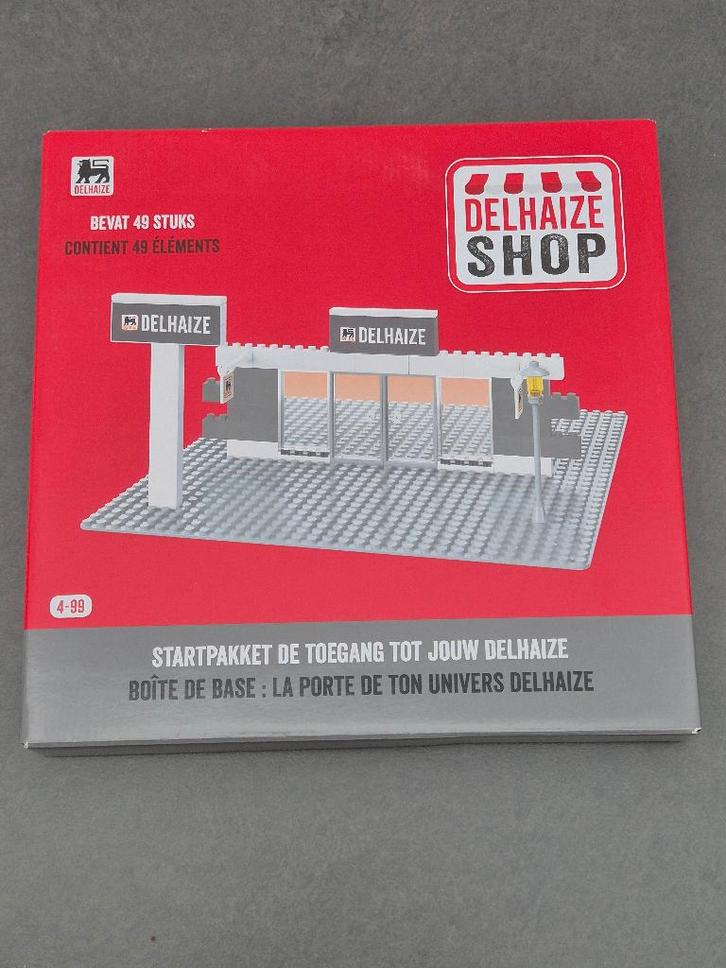 DELHAIZE
BEVAT 49 STUKS
CONTIENT 49 ÉLÉMENTS
DELHAIZE
SHOP
DELHAIZE
DELHAIZE
4-99
STARTPAKKET DE TOEGANG TOT JOUW DELHAIZE
BOÎTE DE BASE : LA PORTE DE TON UNIVERS DELHAIZE